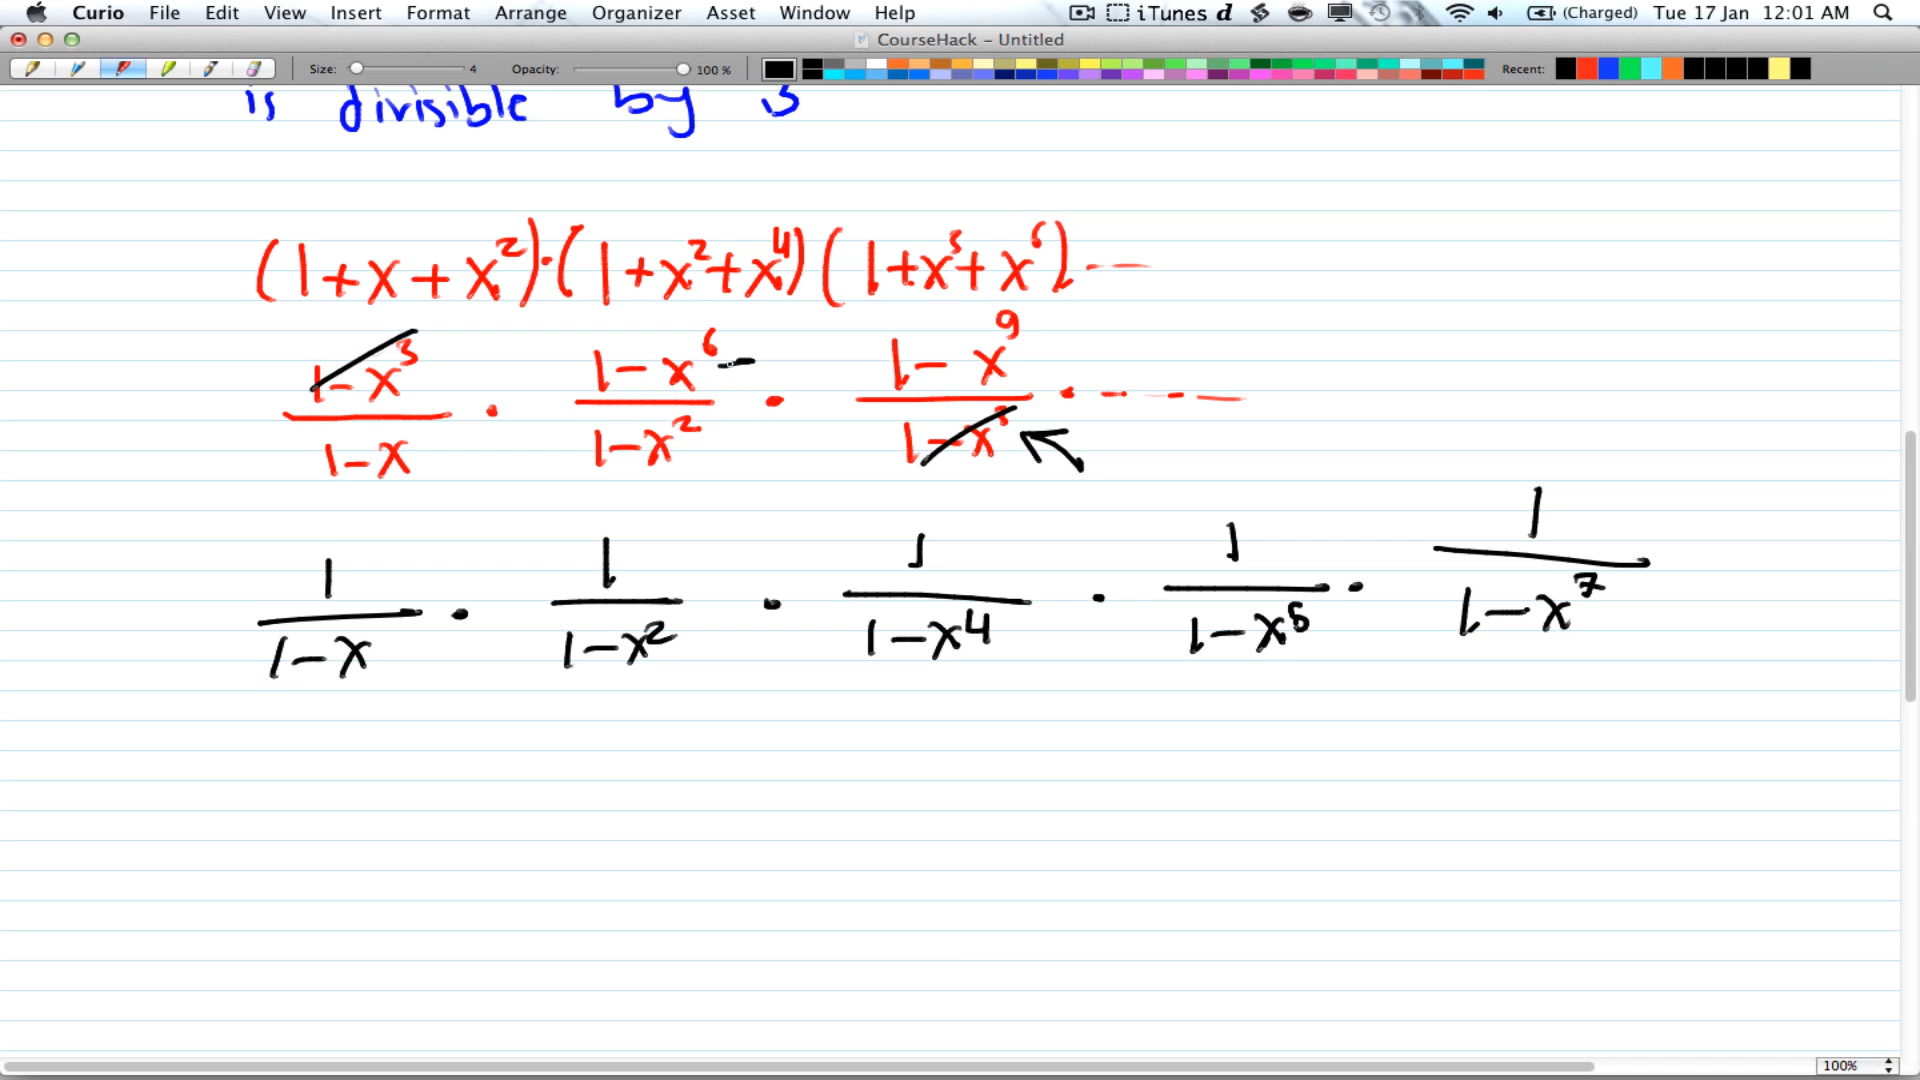 Curio File Edit View Insert Format Arrange Organizer Asset Window Help iTunes d (Charged) Tue 17 Jan 12:01 AM
CourseHack – Untitled
Size: 4 Opacity: 100 % Recent:
is divisible by
(1+x+x²)·(1+x²+x⁴)(1+x³+x⁶)----
1-x³ 1-x⁶- 1-x⁹
· · · - - - -
1-x 1-x² 1-x³
1 1 1 1 1
· · · ·
1-x 1-x² 1-x⁴ 1-x⁵ 1-x⁷
100%